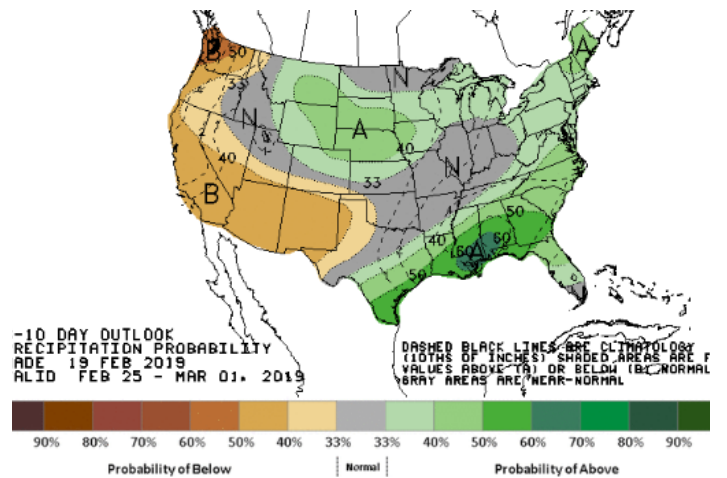 B
50
A
N
33
N
A
40
40
N
33
B
50
40
60
60
A
50
-10 DAY OUTLOOK
RECIPITATION PROBABILITY
ADE 19 FEB 2019
ALID FEB 25 - MAR 01, 2019
DASHED BLACK LINES ARE CLIMATOLOGY
(10THS OF INCHES) SHADED AREAS ARE F
VALUES ABOVE (A) OR BELOW (B) NORMAL
GRAY AREAS ARE NEAR-NORMAL
90% 80% 70% 60% 50% 40% 33% 33% 40% 50% 60% 70% 80% 90%
Probability of Below Normal Probability of Above